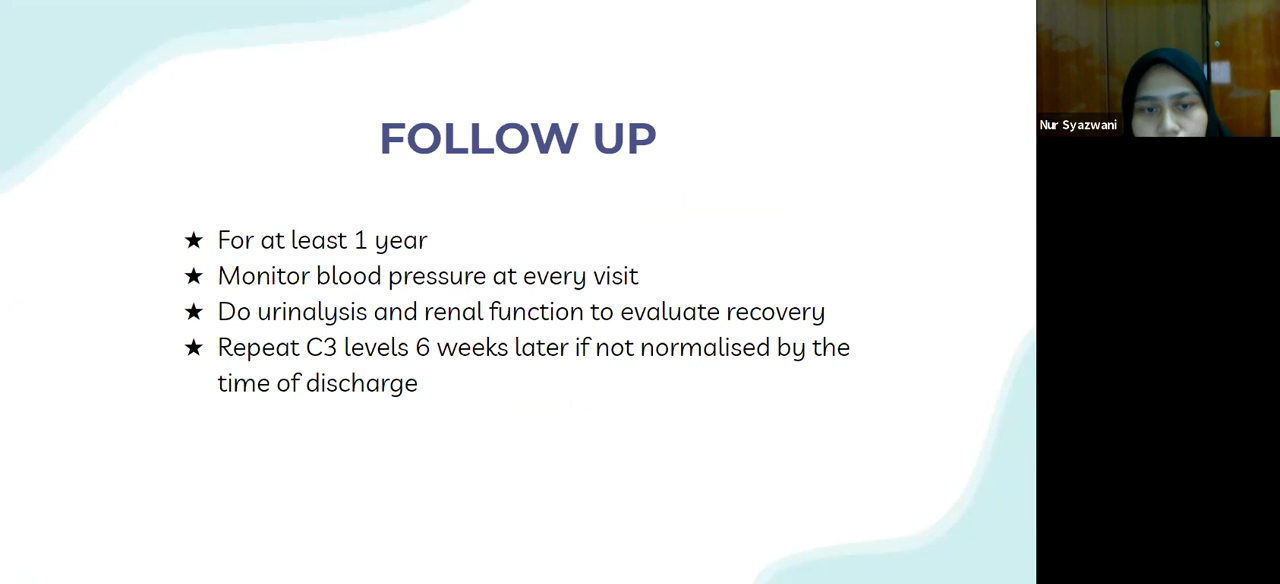 FOLLOW UP
★ For at least 1 year
★ Monitor blood pressure at every visit
★ Do urinalysis and renal function to evaluate recovery
★ Repeat C3 levels 6 weeks later if not normalised by the
time of discharge
Nur Syazwani